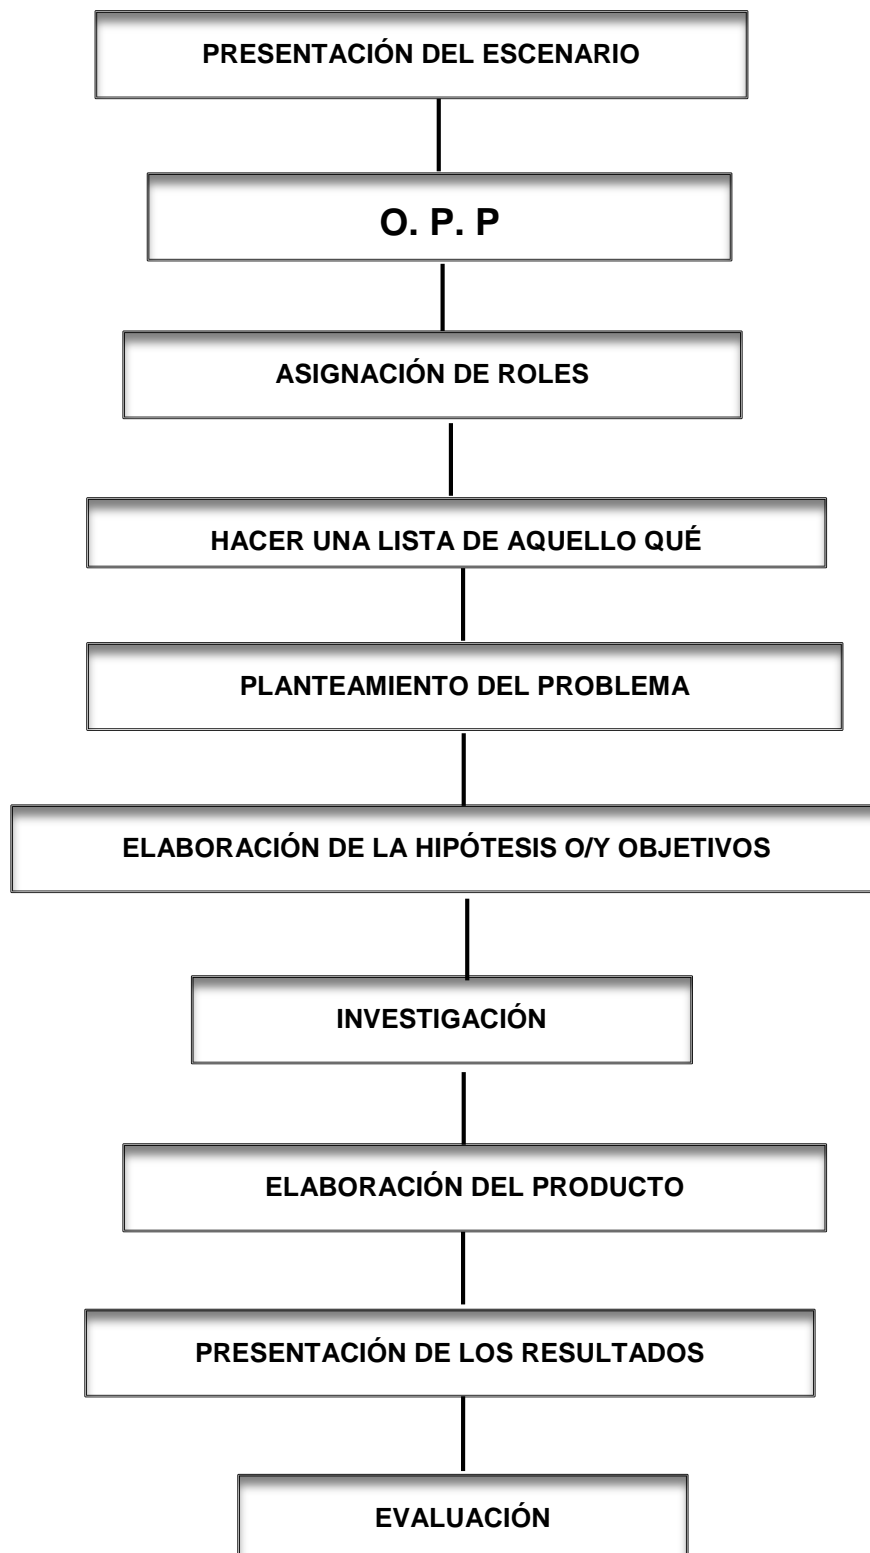 PRESENTACIÓN DEL ESCENARIO
O. P. P
ASIGNACIÓN DE ROLES
HACER UNA LISTA DE AQUELLO QUÉ
PLANTEAMIENTO DEL PROBLEMA
ELABORACIÓN DE LA HIPÓTESIS O/Y OBJETIVOS
INVESTIGACIÓN
ELABORACIÓN DEL PRODUCTO
PRESENTACIÓN DE LOS RESULTADOS
EVALUACIÓN